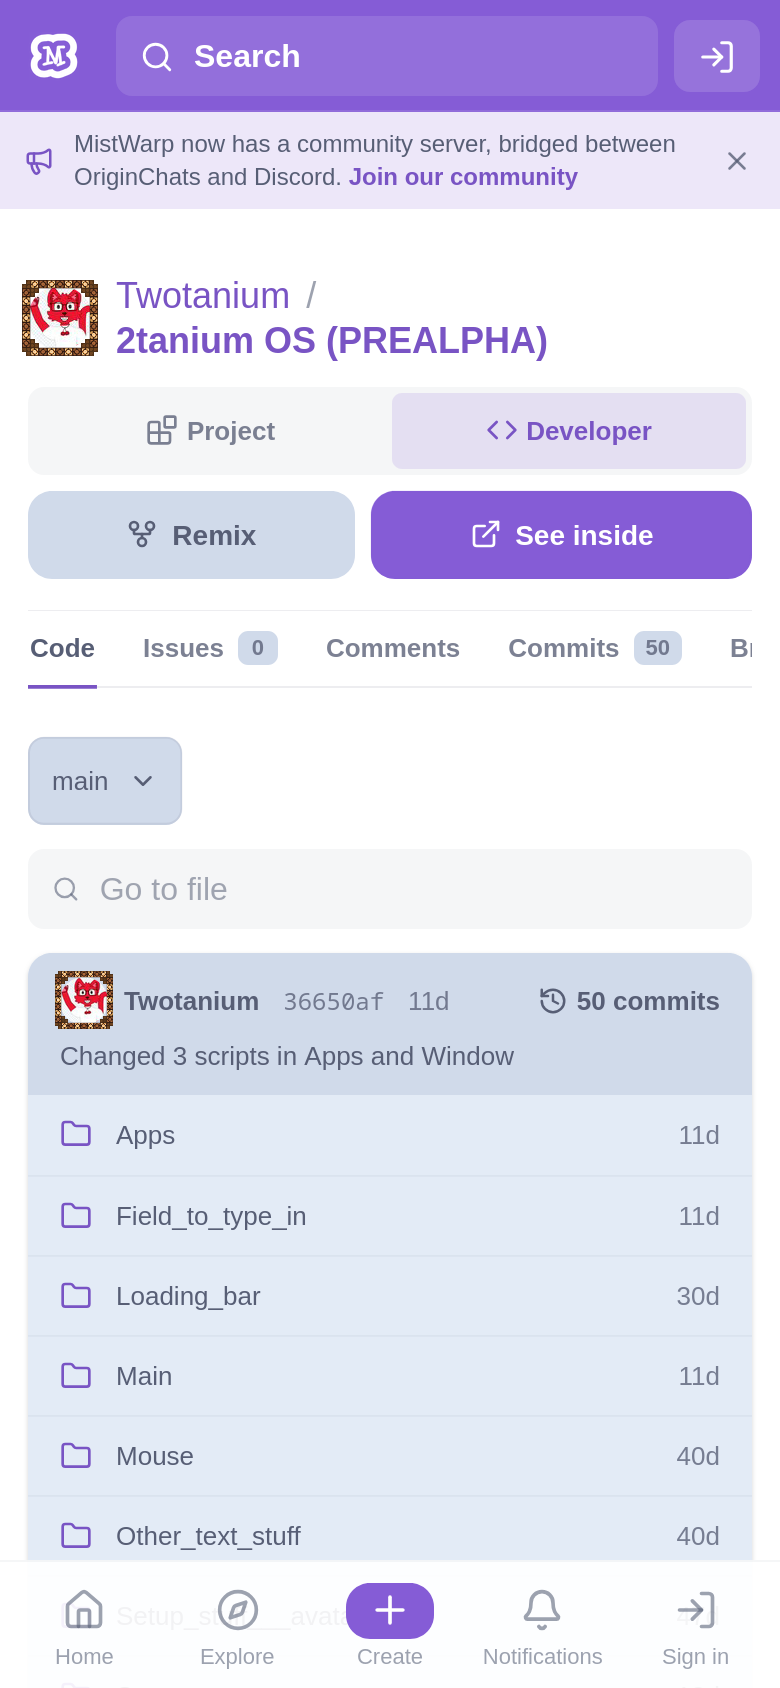 M
Search
MistWarp now has a community server, bridged between
OriginChats and Discord. Join our community
Twotanium /
2tanium OS (PREALPHA)
Project
Developer
Remix
See inside
Code
Issues 0
Comments
Commits 50
main
Go to file
Twotanium 36650af 11d 50 commits
Changed 3 scripts in Apps and Window
Apps 11d
Field_to_type_in 11d
Loading_bar 30d
Main 11d
Mouse 40d
Other_text_stuff 40d
Home
Explore
Create
Notifications
Sign in